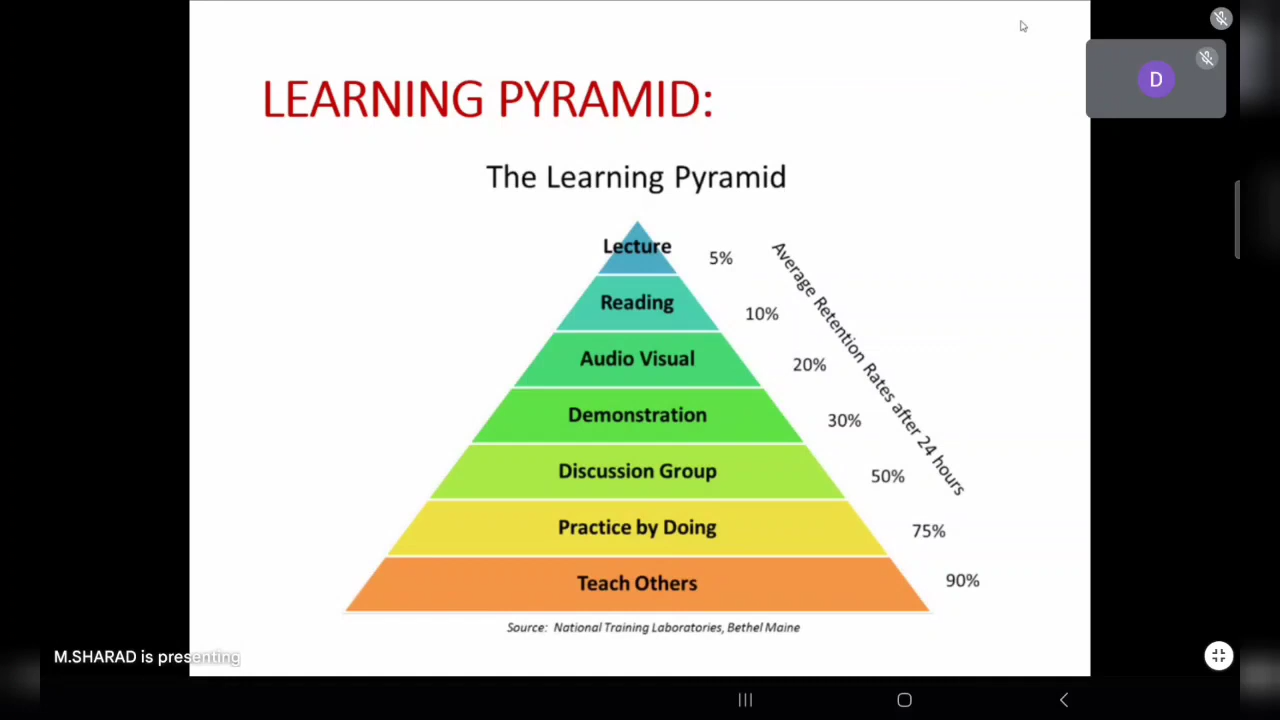 LEARNING PYRAMID:
D
The Learning Pyramid
Lecture
5%
Reading
10%
Audio Visual
20%
Demonstration
30%
Discussion Group
50%
Practice by Doing
75%
Teach Others
90%
Average Retention Rates after 24 hours
Source: National Training Laboratories, Bethel Maine
M.SHARAD is presenting